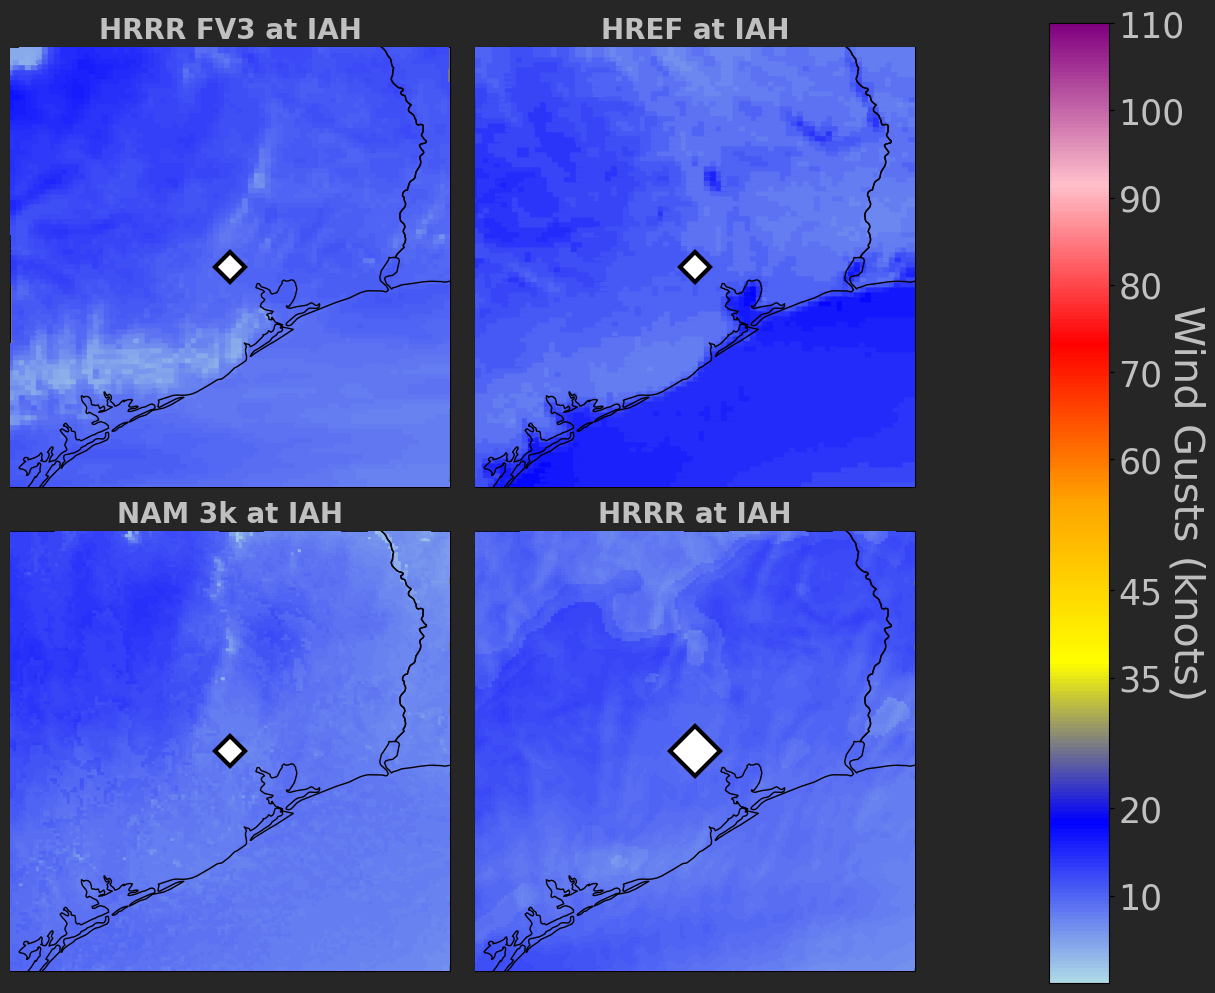 HRRR FV3 at IAH
HREF at IAH
NAM 3k at IAH
HRRR at IAH
110
100
90
80
70
60
45
35
20
10
Wind Gusts (knots)